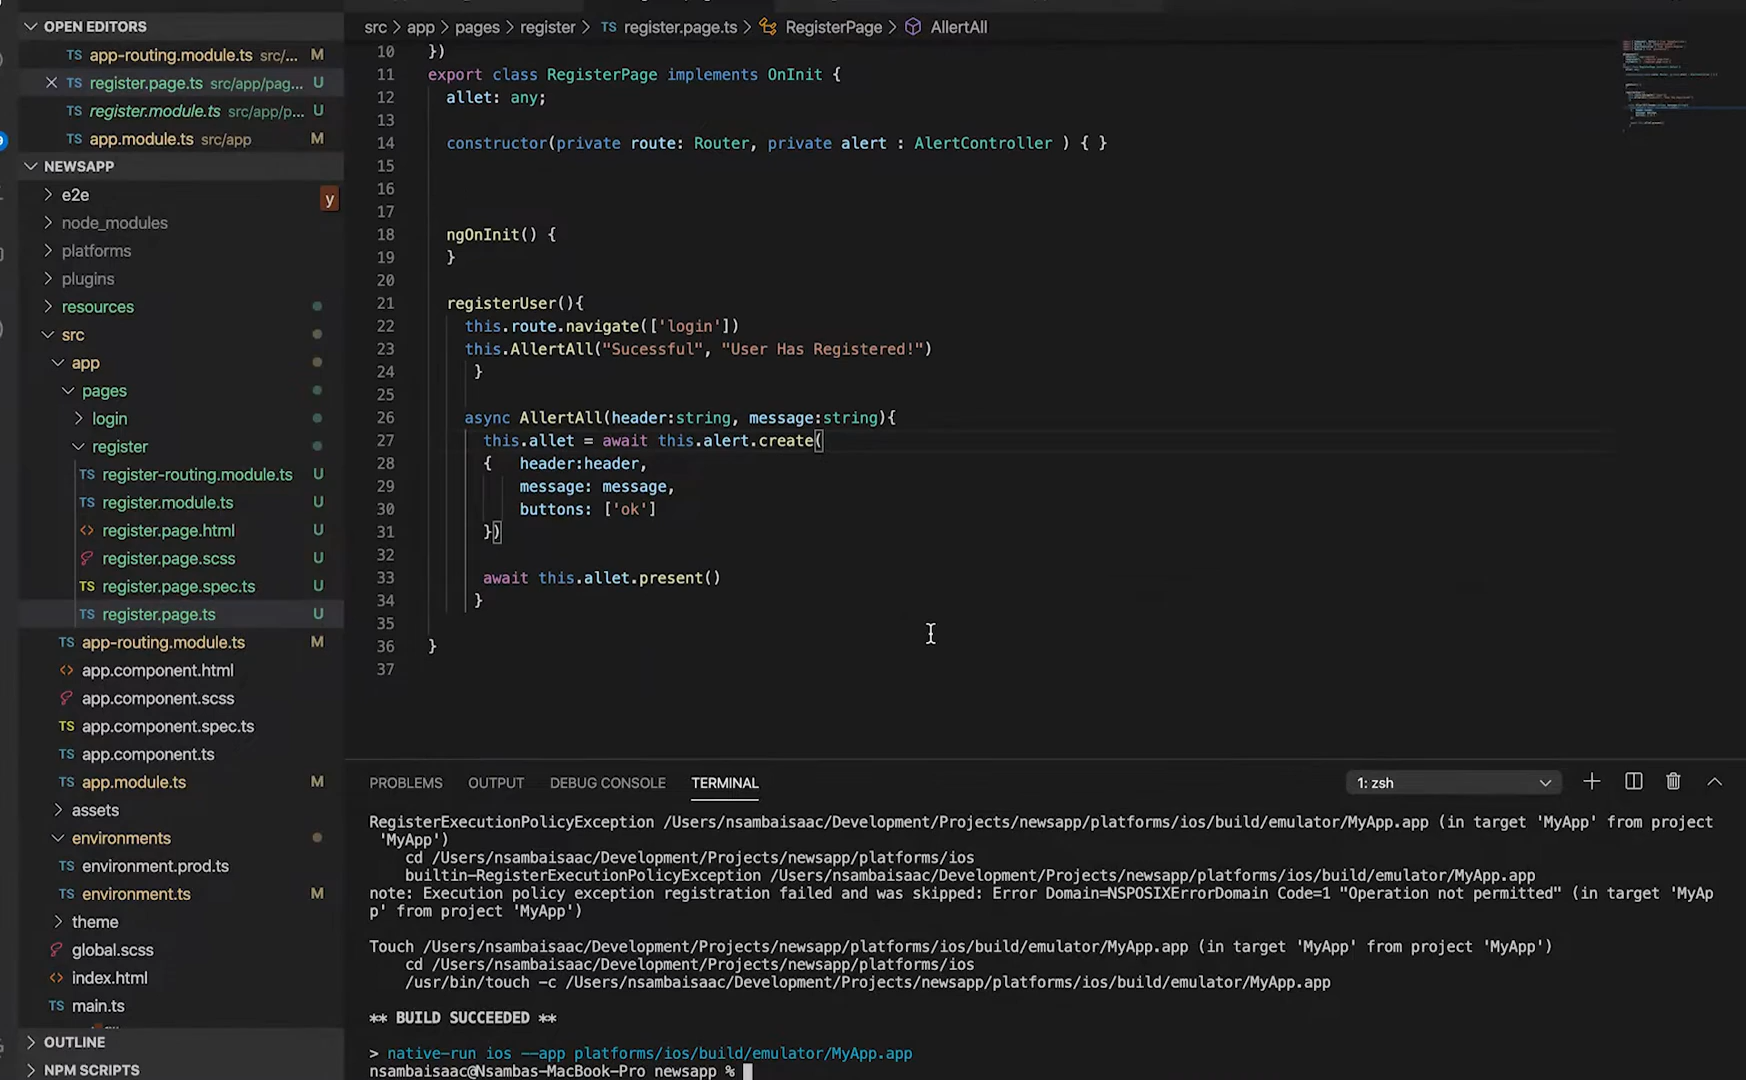 OPEN EDITORS
TS app-routing.module.ts src/... M
TS register.page.ts src/app/pag... U
TS register.module.ts src/app/p... U
TS app.module.ts src/app M
NEWSAPP
e2e
y
node_modules
platforms
plugins
resources
src
app
pages
login
register
TS register-routing.module.ts U
TS register.module.ts U
<> register.page.html U
register.page.scss U
TS register.page.spec.ts U
TS register.page.ts U
TS app-routing.module.ts M
<> app.component.html
app.component.scss
TS app.component.spec.ts
TS app.component.ts
TS app.module.ts M
assets
environments
TS environment.prod.ts
TS environment.ts M
theme
global.scss
<> index.html
TS main.ts
OUTLINE
NPM SCRIPTS
src > app > pages > register > TS register.page.ts > RegisterPage > AllertAll
10 })
11 export class RegisterPage implements OnInit {
12 allet: any;
13
14 constructor(private route: Router, private alert : AlertController ) { }
15
16
17
18 ngOnInit() {
19 }
20
21 registerUser(){
22 this.route.navigate(['login'])
23 this.AllertAll("Sucessful", "User Has Registered!")
24 }
25
26 async AllertAll(header:string, message:string){
27 this.allet = await this.alert.create(
28 { header:header,
29 message: message,
30 buttons: ['ok']
31 })
32
33 await this.allet.present()
34 }
35
36 }
37
PROBLEMS OUTPUT DEBUG CONSOLE TERMINAL 1: zsh
RegisterExecutionPolicyException /Users/nsambaisaac/Development/Projects/newsapp/platforms/ios/build/emulator/MyApp.app (in target 'MyApp' from project
'MyApp')
cd /Users/nsambaisaac/Development/Projects/newsapp/platforms/ios
builtin-RegisterExecutionPolicyException /Users/nsambaisaac/Development/Projects/newsapp/platforms/ios/build/emulator/MyApp.app
note: Execution policy exception registration failed and was skipped: Error Domain=NSPOSIXErrorDomain Code=1 "Operation not permitted" (in target 'MyAp
p' from project 'MyApp')
Touch /Users/nsambaisaac/Development/Projects/newsapp/platforms/ios/build/emulator/MyApp.app (in target 'MyApp' from project 'MyApp')
cd /Users/nsambaisaac/Development/Projects/newsapp/platforms/ios
/usr/bin/touch -c /Users/nsambaisaac/Development/Projects/newsapp/platforms/ios/build/emulator/MyApp.app
** BUILD SUCCEEDED **
> native-run ios --app platforms/ios/build/emulator/MyApp.app
nsambaisaac@Nsambas-MacBook-Pro newsapp %